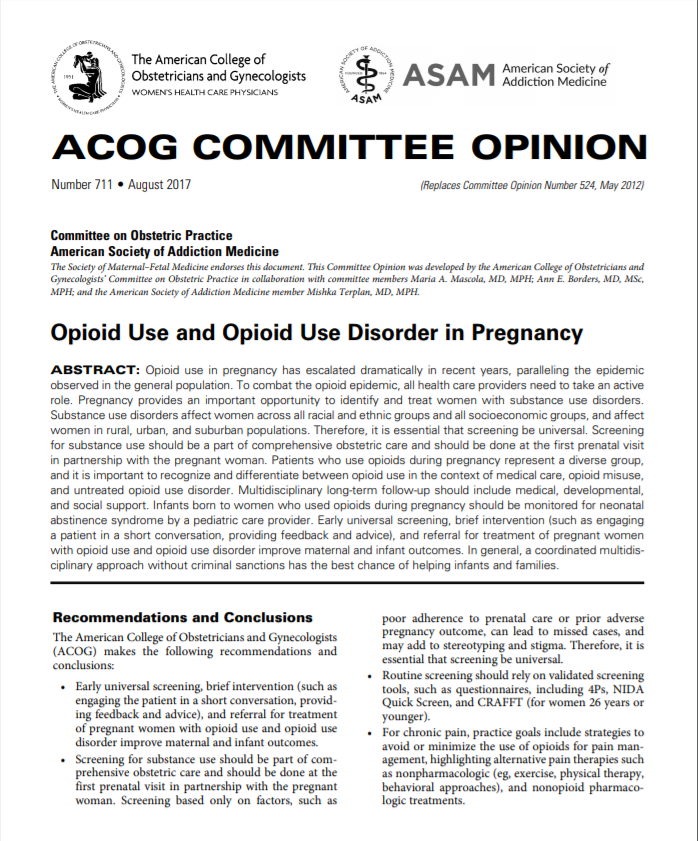 THE AMERICAN COLLEGE OF OBSTETRICIANS AND GYNECOLOGISTS
1951
WOMEN'S HEALTH CARE PHYSICIANS
The American College of
Obstetricians and Gynecologists
WOMEN'S HEALTH CARE PHYSICIANS
AMERICAN SOCIETY OF ADDICTION MEDICINE
FOUNDED 1954
ASAM
ASAM
American Society of
Addiction Medicine
ACOG COMMITTEE OPINION
Number 711 • August 2017
(Replaces Committee Opinion Number 524, May 2012)
Committee on Obstetric Practice
American Society of Addiction Medicine
The Society of Maternal–Fetal Medicine endorses this document. This Committee Opinion was developed by the American College of Obstetricians and
Gynecologists' Committee on Obstetric Practice in collaboration with committee members Maria A. Mascola, MD, MPH; Ann E. Borders, MD, MSc,
MPH; and the American Society of Addiction Medicine member Mishka Terplan, MD, MPH.
Opioid Use and Opioid Use Disorder in Pregnancy
ABSTRACT: Opioid use in pregnancy has escalated dramatically in recent years, paralleling the epidemic
observed in the general population. To combat the opioid epidemic, all health care providers need to take an active
role. Pregnancy provides an important opportunity to identify and treat women with substance use disorders.
Substance use disorders affect women across all racial and ethnic groups and all socioeconomic groups, and affect
women in rural, urban, and suburban populations. Therefore, it is essential that screening be universal. Screening
for substance use should be a part of comprehensive obstetric care and should be done at the first prenatal visit
in partnership with the pregnant woman. Patients who use opioids during pregnancy represent a diverse group,
and it is important to recognize and differentiate between opioid use in the context of medical care, opioid misuse,
and untreated opioid use disorder. Multidisciplinary long-term follow-up should include medical, developmental,
and social support. Infants born to women who used opioids during pregnancy should be monitored for neonatal
abstinence syndrome by a pediatric care provider. Early universal screening, brief intervention (such as engaging
a patient in a short conversation, providing feedback and advice), and referral for treatment of pregnant women
with opioid use and opioid use disorder improve maternal and infant outcomes. In general, a coordinated multidis-
ciplinary approach without criminal sanctions has the best chance of helping infants and families.
Recommendations and Conclusions
The American College of Obstetricians and Gynecologists
(ACOG) makes the following recommendations and
conclusions:
• Early universal screening, brief intervention (such as
engaging the patient in a short conversation, provid-
ing feedback and advice), and referral for treatment
of pregnant women with opioid use and opioid use
disorder improve maternal and infant outcomes.
• Screening for substance use should be part of com-
prehensive obstetric care and should be done at the
first prenatal visit in partnership with the pregnant
woman. Screening based only on factors, such as
poor adherence to prenatal care or prior adverse
pregnancy outcome, can lead to missed cases, and
may add to stereotyping and stigma. Therefore, it is
essential that screening be universal.
• Routine screening should rely on validated screening
tools, such as questionnaires, including 4Ps, NIDA
Quick Screen, and CRAFFT (for women 26 years or
younger).
• For chronic pain, practice goals include strategies to
avoid or minimize the use of opioids for pain man-
agement, highlighting alternative pain therapies such
as nonpharmacologic (eg, exercise, physical therapy,
behavioral approaches), and nonopioid pharmaco-
logic treatments.